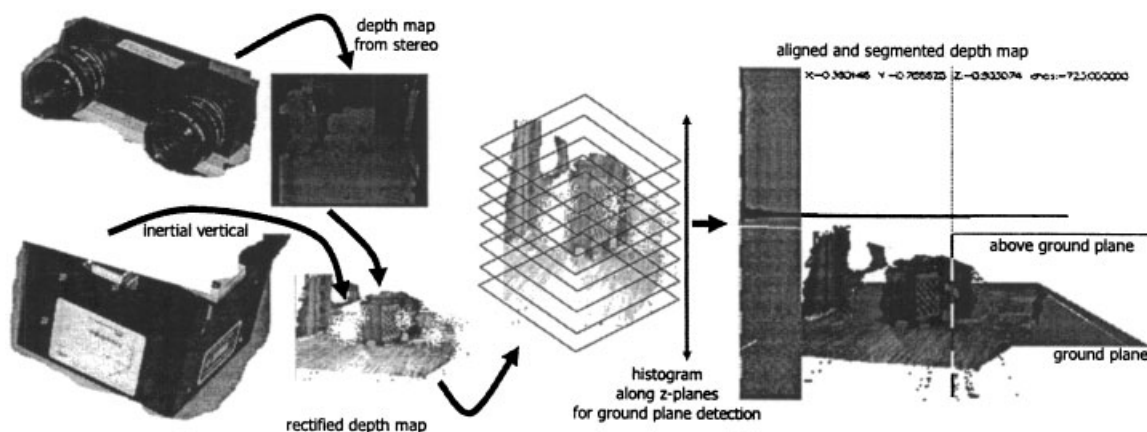 depth map
from stereo
aligned and segmented depth map
inertial vertical
above ground plane
ground plane
histogram
along z-planes
for ground plane detection
rectified depth map